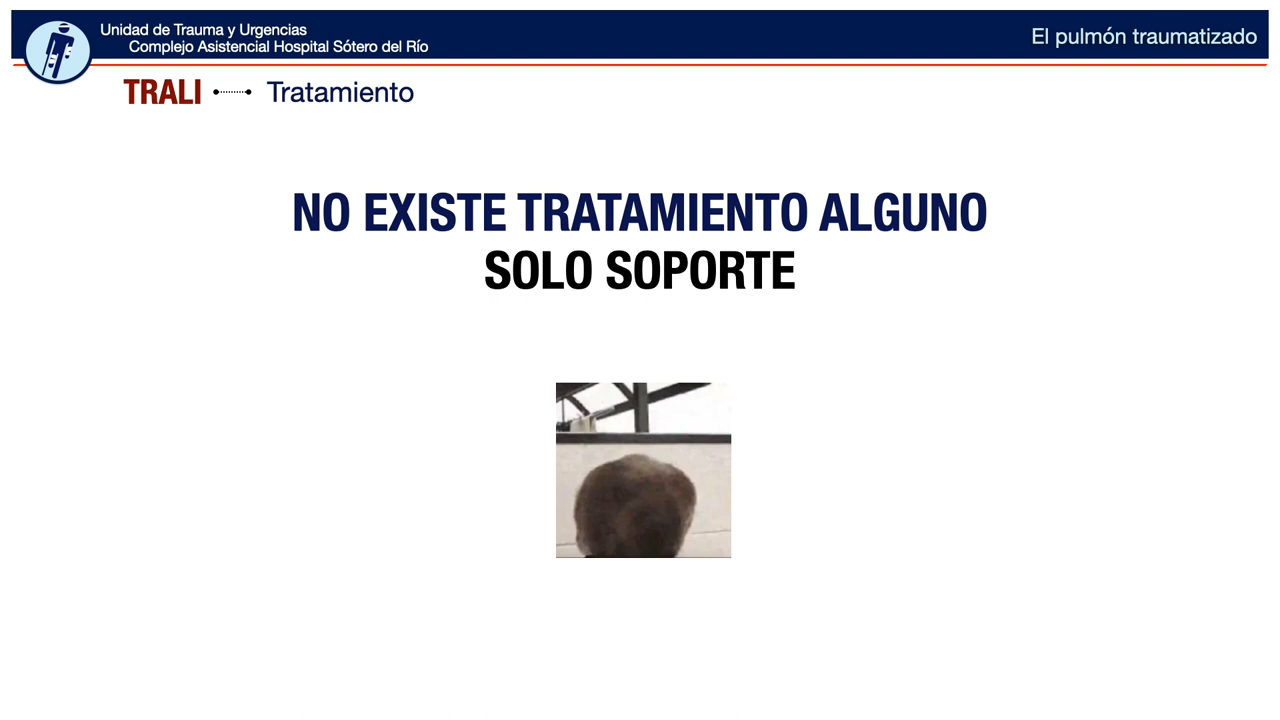 Unidad de Trauma y Urgencias
Complejo Asistencial Hospital Sótero del Río
El pulmón traumatizado
TRALI Tratamiento
NO EXISTE TRATAMIENTO ALGUNO
SOLO SOPORTE